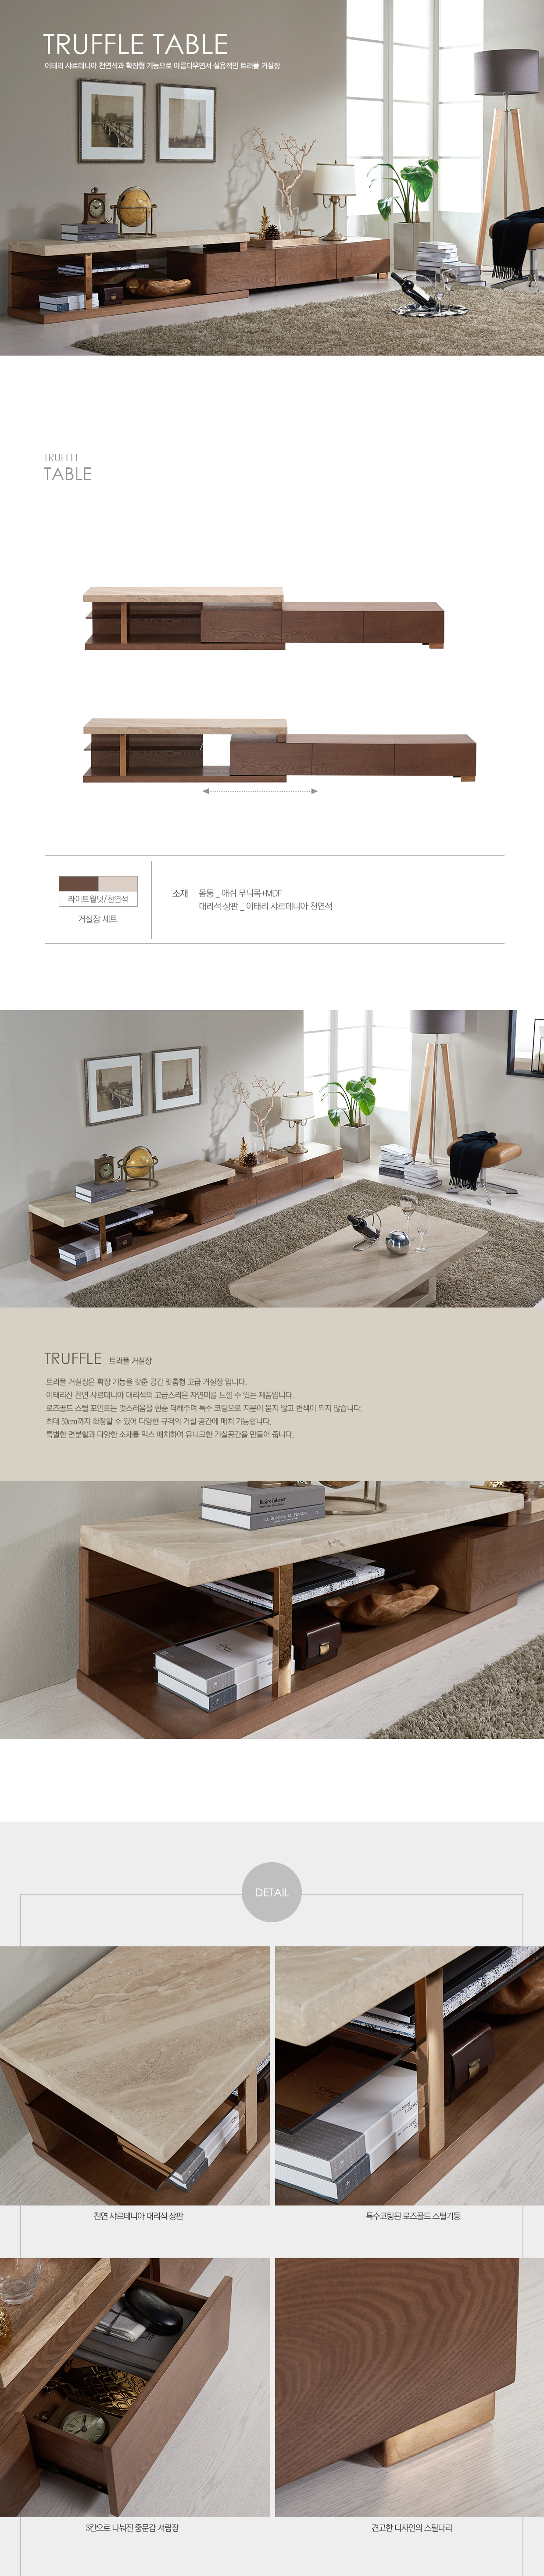 TRUFFLE TABLE
이태리 샤르데니아 천연석과 확장형 기능으로 아름다우면서 실용적인 트러플 거실장
TRUFFLE
TABLE
라이트월넛/천연석
거실장 세트
소재 몸통 _ 애쉬 무늬목+MDF
대리석 상판 _ 이태리 샤르데니아 천연석
TRUFFLE 트러플 거실장
트러플 거실장은 확장 기능을 갖춘 공간 맞춤형 고급 거실장 입니다.
이태리산 천연 샤르데니아 대리석의 고급스러운 자연미를 느낄 수 있는 제품입니다.
로즈골드 스틸 포인트는 멋스러움을 한층 더해주며 특수 코팅으로 지문이 묻지 않고 변색이 되지 않습니다.
최대 50cm까지 확장할 수 있어 다양한 규격의 거실 공간에 매치 가능합니다.
특별한 면분할과 다양한 소재를 믹스 매치하여 유니크한 거실공간을 만들어 줍니다.
Basics Interior
DETAIL
천연 샤르데니아 대리석 상판
특수코팅된 로즈골드 스틸기둥
3칸으로 나눠진 중문갑 서랍장
견고한 디자인의 스틸다리